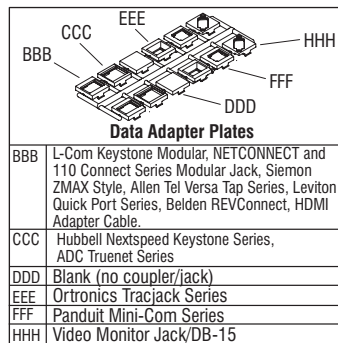 EEE
CCC
BBB
HHH
FFF
DDD
Data Adapter Plates
BBB L-Com Keystone Modular, NETCONNECT and
110 Connect Series Modular Jack, Siemon
ZMAX Style, Allen Tel Versa Tap Series, Leviton
Quick Port Series, Belden REVConnect, HDMI
Adapter Cable.
CCC Hubbell Nextspeed Keystone Series,
ADC Truenet Series
DDD Blank (no coupler/jack)
EEE Ortronics Tracjack Series
FFF Panduit Mini-Com Series
HHH Video Monitor Jack/DB-15